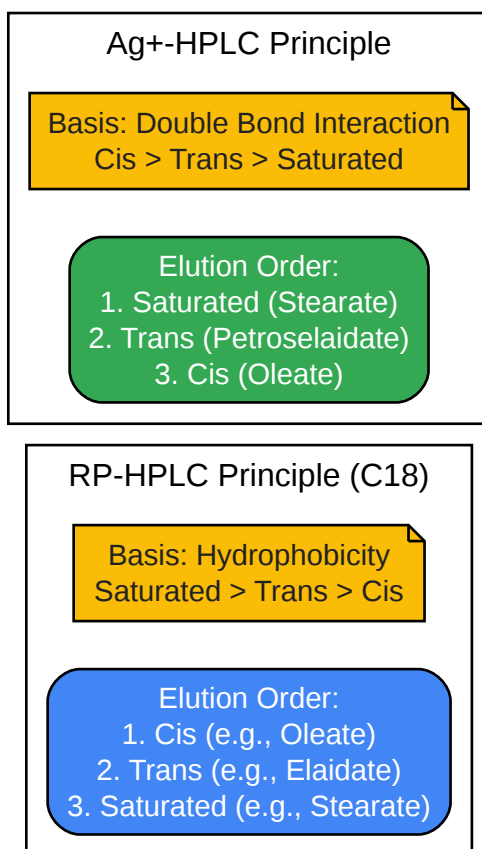 Ag+-HPLC Principle
Basis: Double Bond Interaction
Cis > Trans > Saturated
Elution Order:
1. Saturated (Stearate)
2. Trans (Petroselaidate)
3. Cis (Oleate)
RP-HPLC Principle (C18)
Basis: Hydrophobicity
Saturated > Trans > Cis
Elution Order:
1. Cis (e.g., Oleate)
2. Trans (e.g., Elaidate)
3. Saturated (e.g., Stearate)